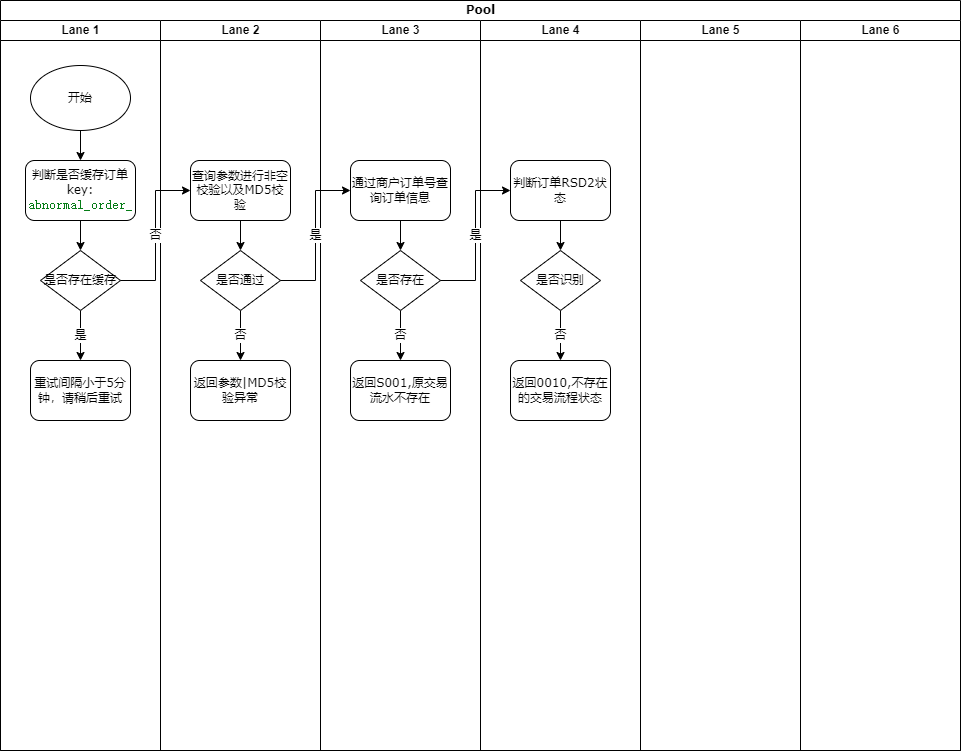 Pool
Lane 1
Lane 2
Lane 3
Lane 4
Lane 5
Lane 6
开始
判断是否缓存订单
key:
abnormal_order_
查询参数进行非空
校验以及MD5校
验
通过商户订单号查
询订单信息
判断订单RSD2状
态
否
是
是
是否存在缓存
是否通过
是否存在
是否识别
是
否
否
否
重试间隔小于5分
钟，请稍后重试
返回参数|MD5校
验异常
返回S001,原交易
流水不存在
返回0010,不存在
的交易流程状态